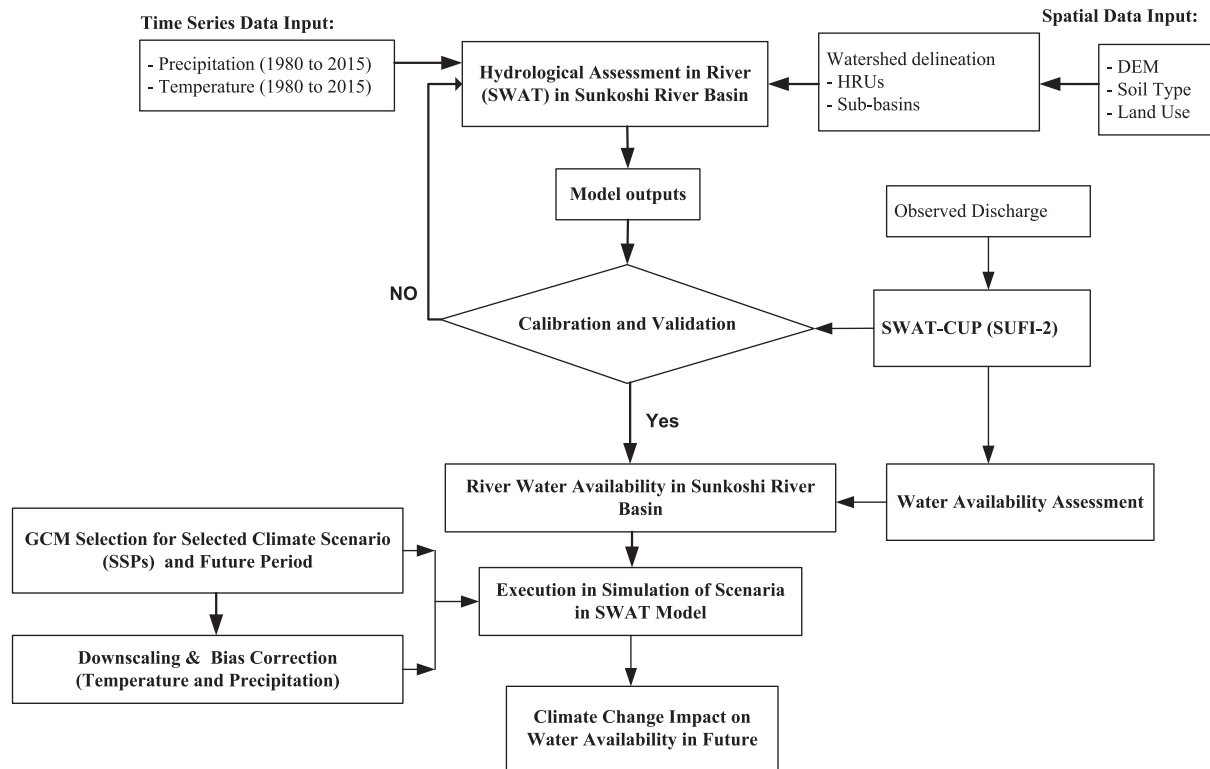 Time Series Data Input:
- Precipitation (1980 to 2015)
- Temperature (1980 to 2015)
Hydrological Assessment in River
(SWAT) in Sunkoshi River Basin
Watershed delineation
- HRUs
- Sub-basins
Spatial Data Input:
- DEM
- Soil Type
- Land Use
Model outputs
Observed Discharge
NO
Calibration and Validation
SWAT-CUP (SUFI-2)
Yes
River Water Availability in Sunkoshi River
Basin
Water Availability Assessment
GCM Selection for Selected Climate Scenario
(SSPs) and Future Period
Execution in Simulation of Scenaria
in SWAT Model
Downscaling & Bias Correction
(Temperature and Precipitation)
Climate Change Impact on
Water Availability in Future